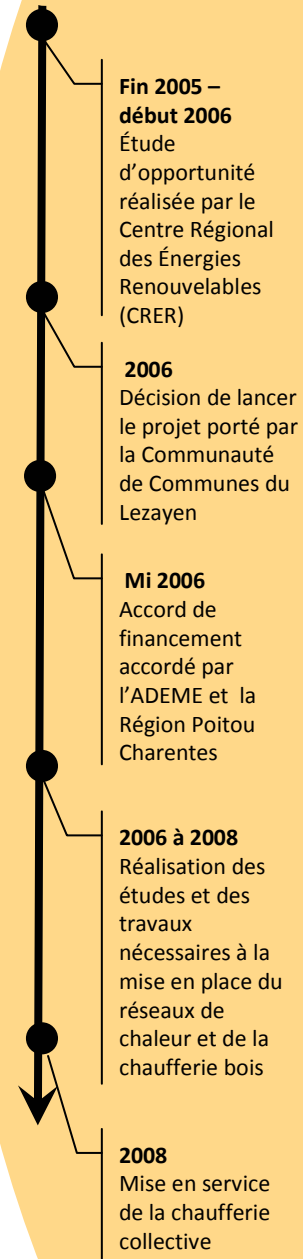 Fin 2005 –
début 2006
Étude
d'opportunité
réalisée par le
Centre Régional
des Énergies
Renouvelables
(CRER)
2006
Décision de lancer
le projet porté par
la Communauté
de Communes du
Lezayen
Mi 2006
Accord de
financement
accordé par
l'ADEME et la
Région Poitou
Charentes
2006 à 2008
Réalisation des
études et des
travaux
nécessaires à la
mise en place du
réseaux de
chaleur et de la
chaufferie bois
2008
Mise en service
de la chaufferie
collective